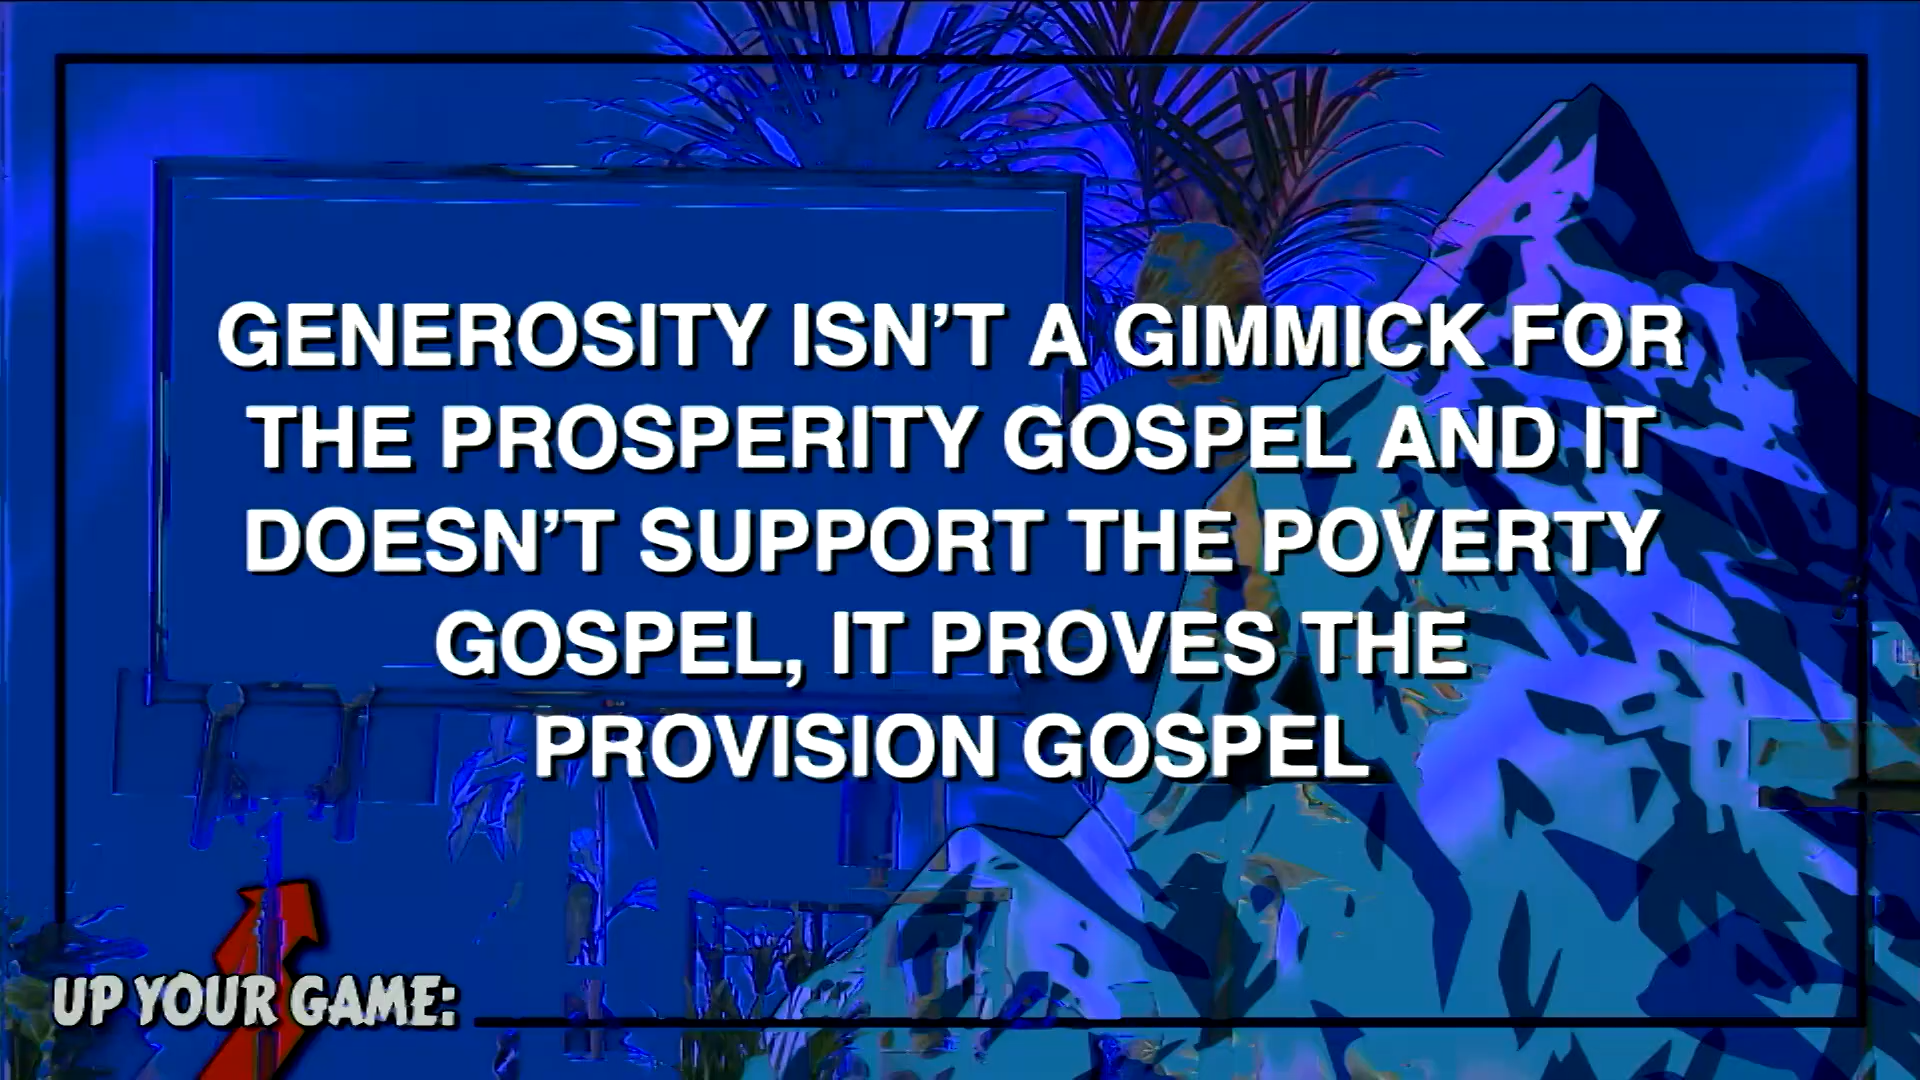 GENEROSITY ISN’T A GIMMICK FOR
THE PROSPERITY GOSPEL AND IT
DOESN’T SUPPORT THE POVERTY
GOSPEL, IT PROVES THE
PROVISION GOSPEL
UP YOUR GAME: